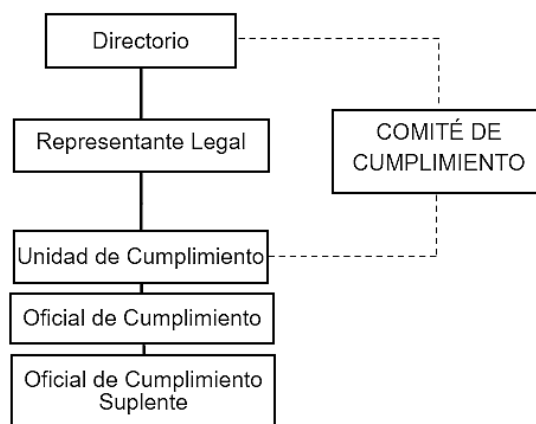 Directorio
Representante Legal
COMITÉ DE
CUMPLIMIENTO
Unidad de Cumplimiento
Oficial de Cumplimiento
Oficial de Cumplimiento
Suplente